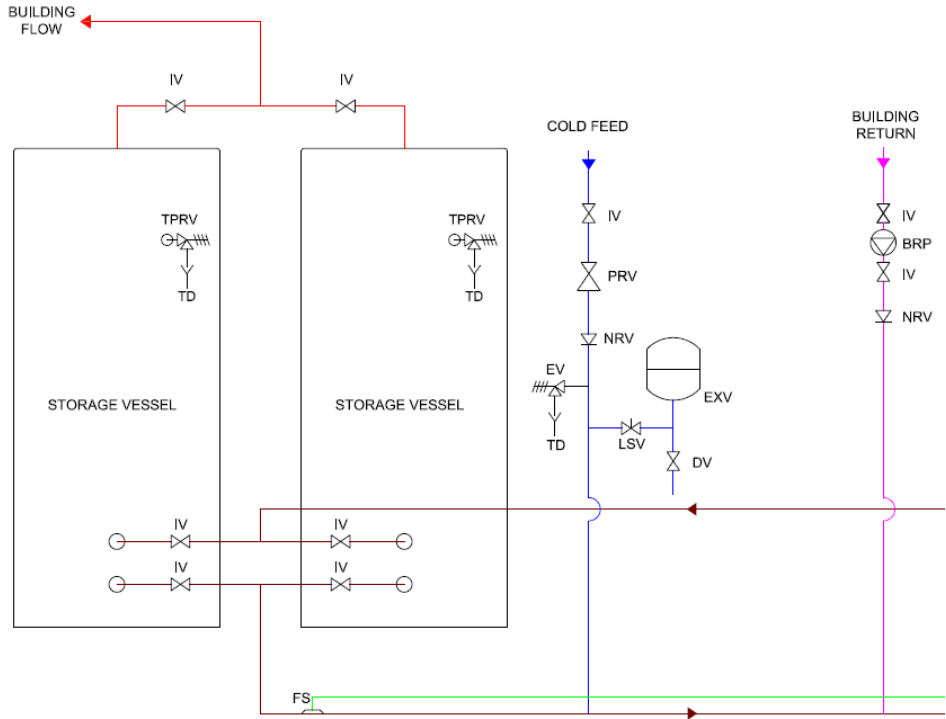 BUILDING
FLOW
IV
IV
COLD FEED
BUILDING
RETURN
TPRV
TD
TPRV
TD
IV
PRV
NRV
EV
TD
LSV
EXV
DV
IV
BRP
IV
NRV
STORAGE VESSEL
STORAGE VESSEL
IV
IV
IV
IV
FS